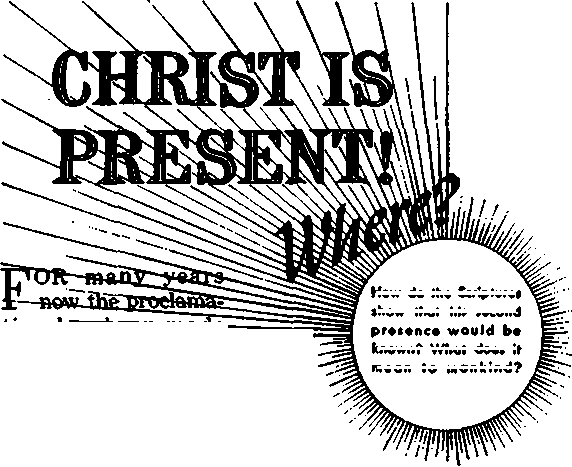 CHRIST IS
PRESENT!
Where?
FOR many years
now the proclama-
How do the Scriptures
show that his second
presence would be
known? What does it
mean to mankind?